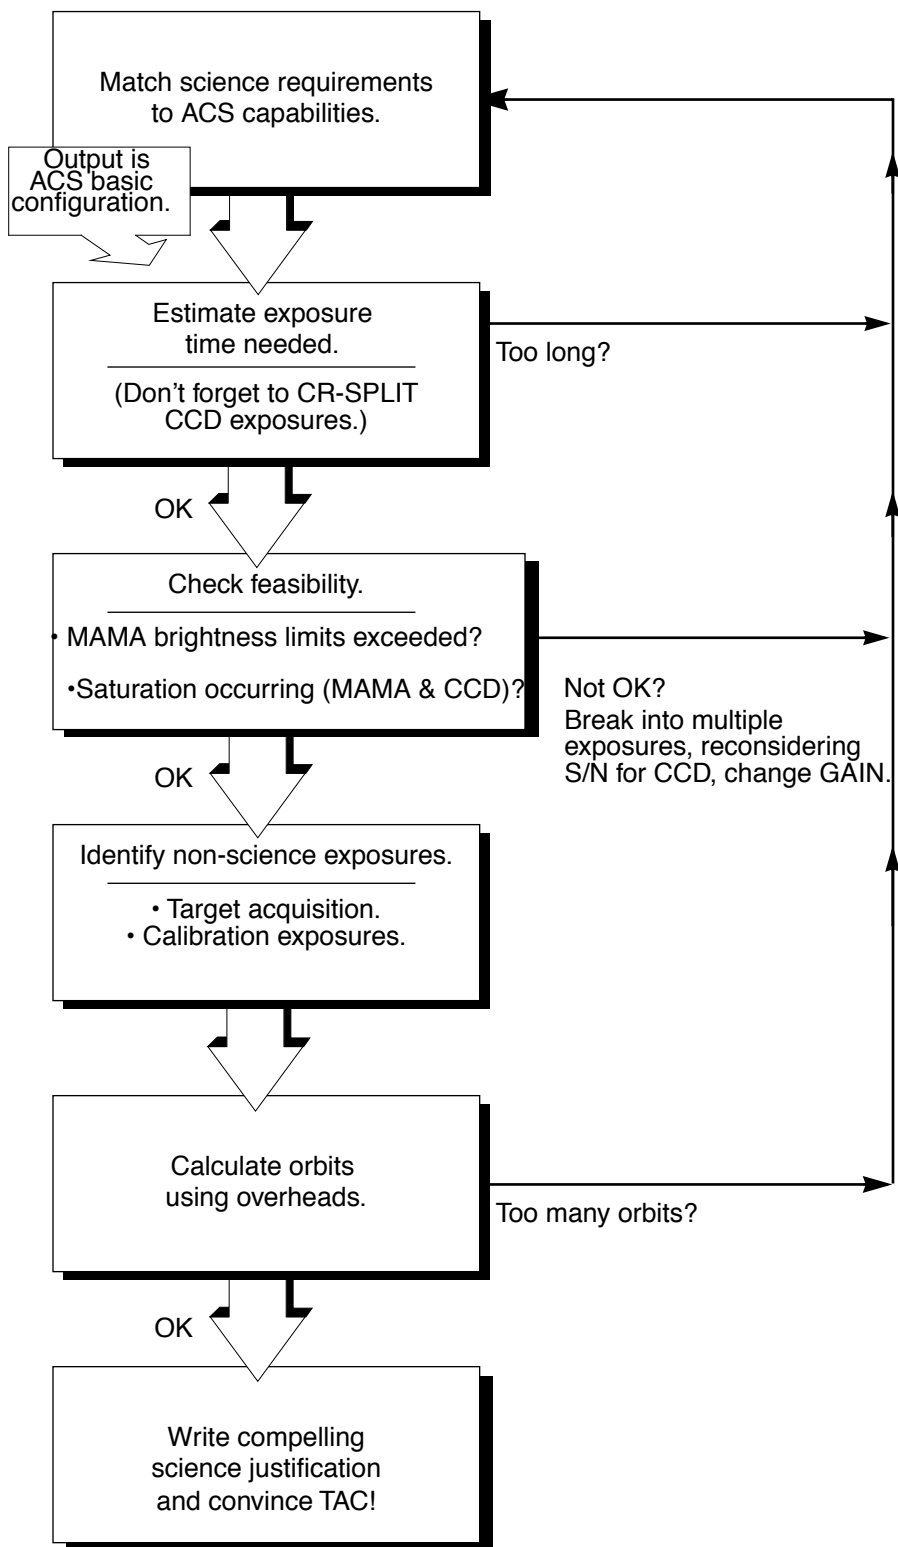 Match science requirements
to ACS capabilities.
Output is
ACS basic
configuration.
Estimate exposure
time needed.
(Don’t forget to CR-SPLIT
CCD exposures.)
Too long?
OK
Check feasibility.
• MAMA brightness limits exceeded?
•Saturation occurring (MAMA & CCD)?
Not OK?
Break into multiple
exposures, reconsidering
S/N for CCD, change GAIN.
OK
Identify non-science exposures.
• Target acquisition.
• Calibration exposures.
Calculate orbits
using overheads.
Too many orbits?
OK
Write compelling
science justification
and convince TAC!